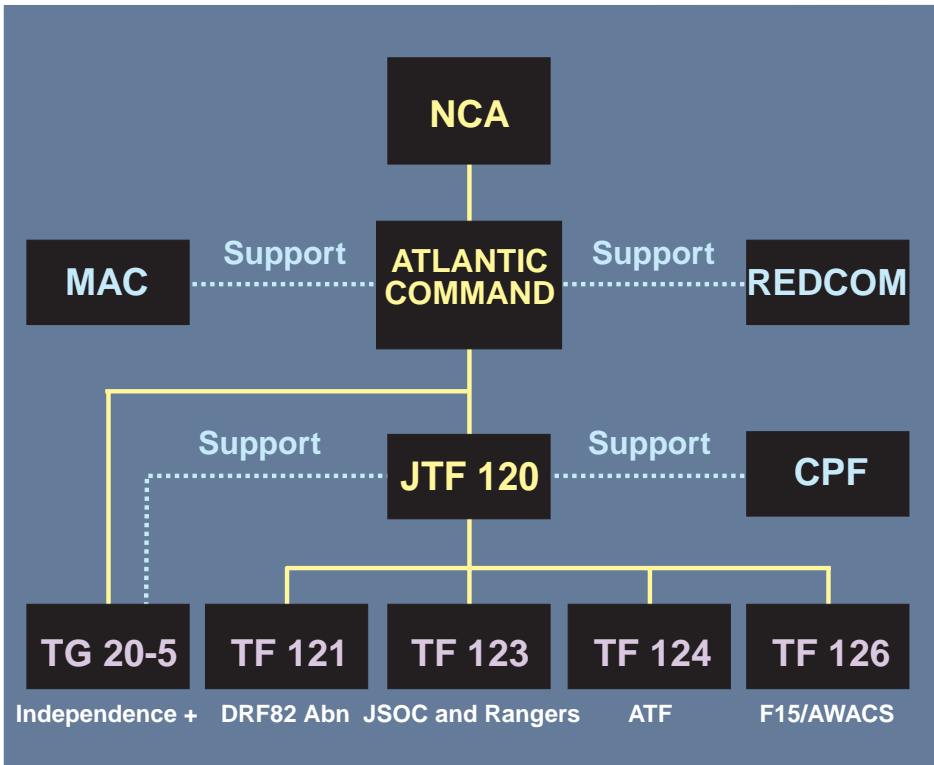 NCA
Support
Support
MAC
ATLANTIC
COMMAND
REDCOM
Support
Support
JTF 120
CPF
TG 20-5
TF 121
TF 123
TF 124
TF 126
Independence +
DRF82 Abn
JSOC and Rangers
ATF
F15/AWACS